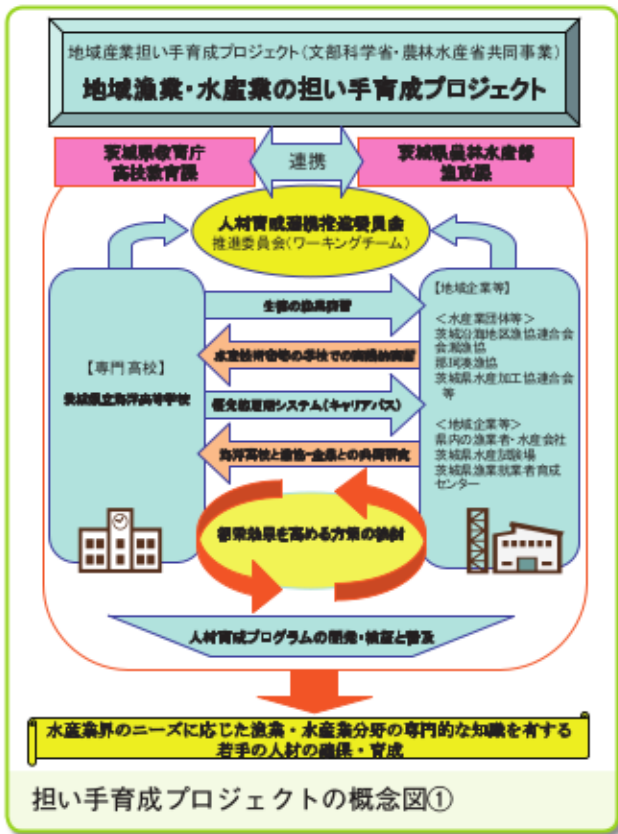 地域産業担い手育成プロジェクト(文部科学省・農林水産省共同事業)
地域漁業・水産業の担い手育成プロジェクト
茨城県教育庁
高校教育課
連携
茨城県農林水産部
漁政課
人材育成連携推進委員会
推進委員会(ワーキングチーム)
【専門高校】
茨城県立海洋高等学校
生徒の漁業実習
水産技術者等の学校での実践的実習
優先的雇用システム(キャリアパス)
海洋高校と漁協・企業との共同研究
【地域企業等】
<水産業団体等>
茨城沿海地区漁協連合会
会瀬漁協
那珂湊漁協
茨城県水産加工協連合会
等
<地域企業等>
県内の漁業者・水産会社
茨城県水産試験場
茨城県漁業就業者育成
センター
相乗効果を高める方策の検討
人材育成プログラムの開発・検証と普及
水産業界のニーズに応じた漁業・水産業分野の専門的な知識を有する
若手の人材の確保・育成
担い手育成プロジェクトの概念図①